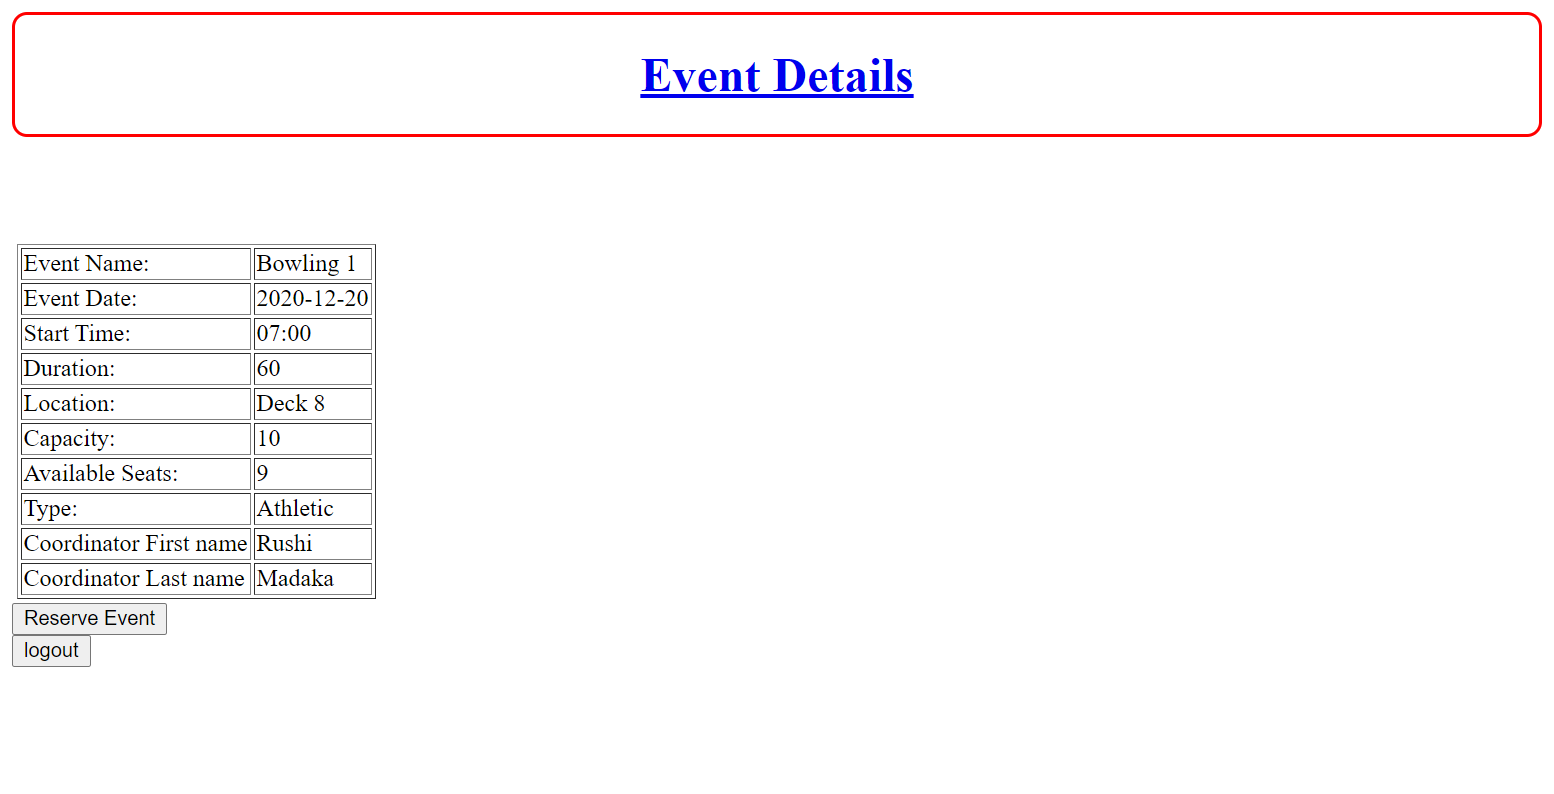 Event Details
Event Name: Bowling 1
Event Date: 2020-12-20
Start Time: 07:00
Duration: 60
Location: Deck 8
Capacity: 10
Available Seats: 9
Type: Athletic
Coordinator First name Rushi
Coordinator Last name Madaka
Reserve Event
logout